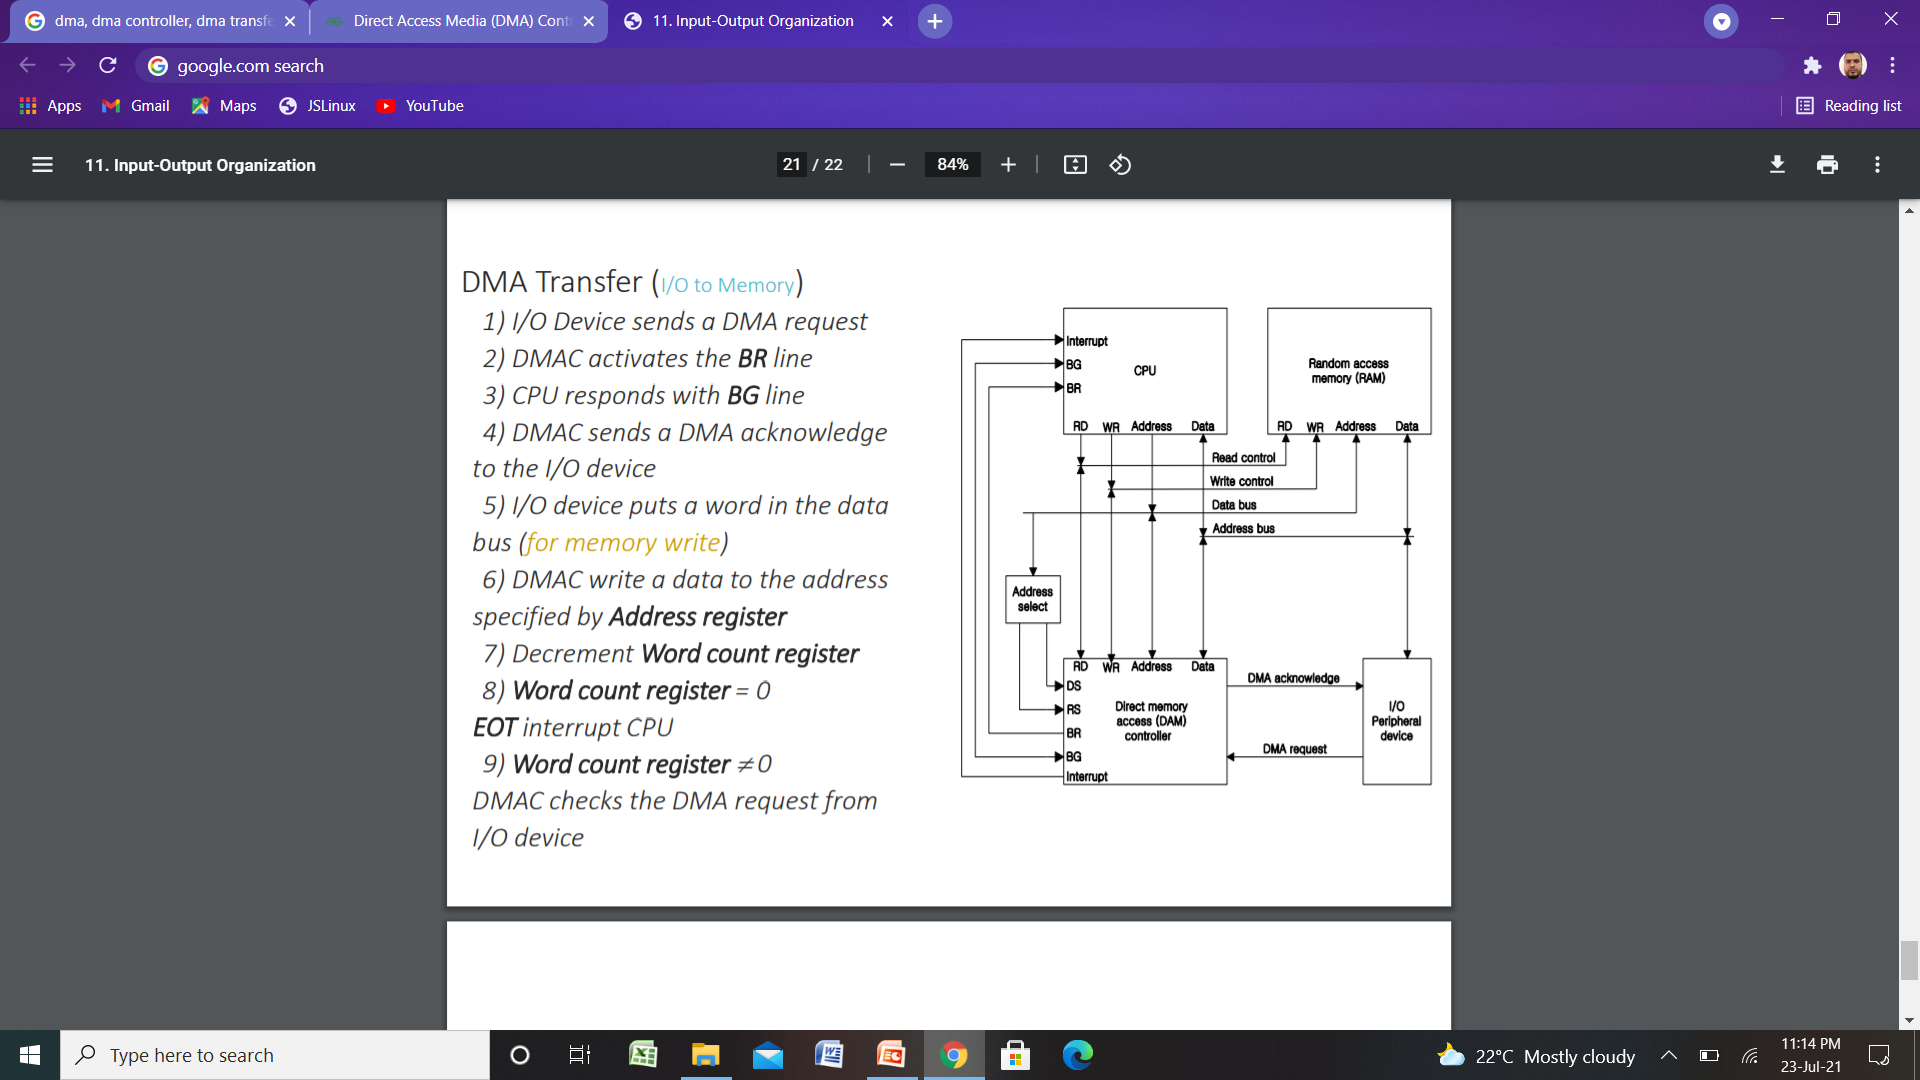 dma, dma controller, dma transfe
Direct Access Media (DMA) Cont
11. Input-Output Organization
google.com search
Apps
Gmail
Maps
JSLinux
YouTube
Reading list
11. Input-Output Organization
21 / 22
84%
DMA Transfer (I/O to Memory)
1) I/O Device sends a DMA request
2) DMAC activates the BR line
3) CPU responds with BG line
4) DMAC sends a DMA acknowledge
to the I/O device
5) I/O device puts a word in the data
bus (for memory write)
6) DMAC write a data to the address
specified by Address register
7) Decrement Word count register
8) Word count register = 0
EOT interrupt CPU
9) Word count register ≠ 0
DMAC checks the DMA request from
I/O device
Interrupt
BG
BR
CPU
RD WR Address Data
Random access
memory (RAM)
RD WR Address Data
Read control
Write control
Data bus
Address bus
Address
select
RD WR Address Data
DS
RS
BR
BG
Interrupt
Direct memory
access (DAM)
controller
DMA acknowledge
DMA request
I/O
Peripheral
device
Type here to search
22°C Mostly cloudy
11:14 PM
23-Jul-21